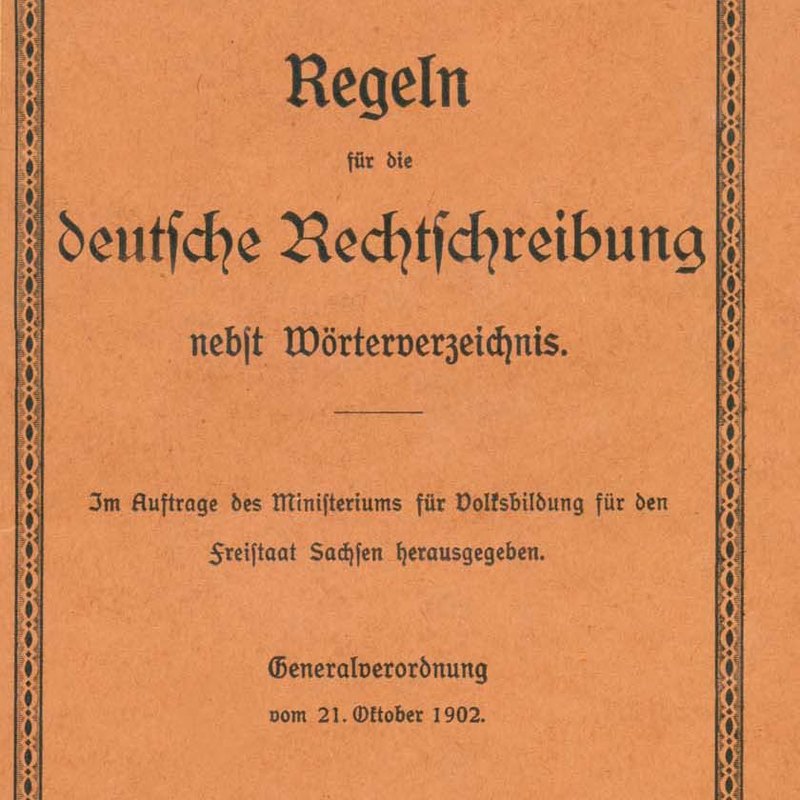 Regeln
für die
deutſche Rechtſchreibung
nebſt Wörterverzeichnis.
Im Auftrage des Miniſteriums für Volksbildung für den
Freiſtaat Sachſen herausgegeben.
Generalverordnung
vom 21. Oktober 1902.